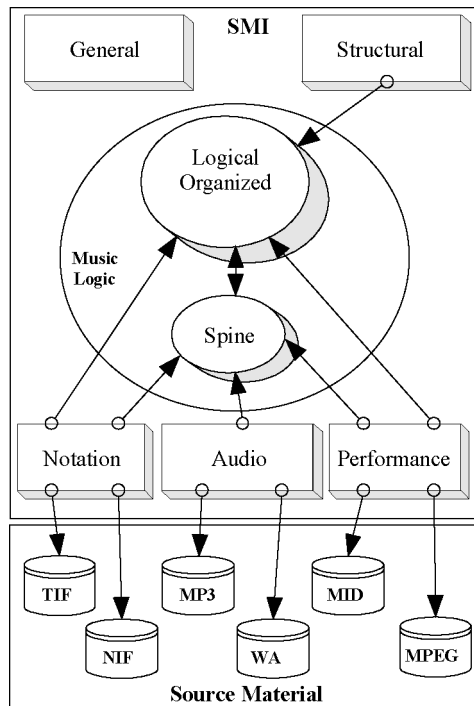 SMI
General
Structural
Logical
Organized
Music
Logic
Spine
Notation
Audio
Performance
TIF
MP3
MID
NIF
WA
MPEG
Source Material